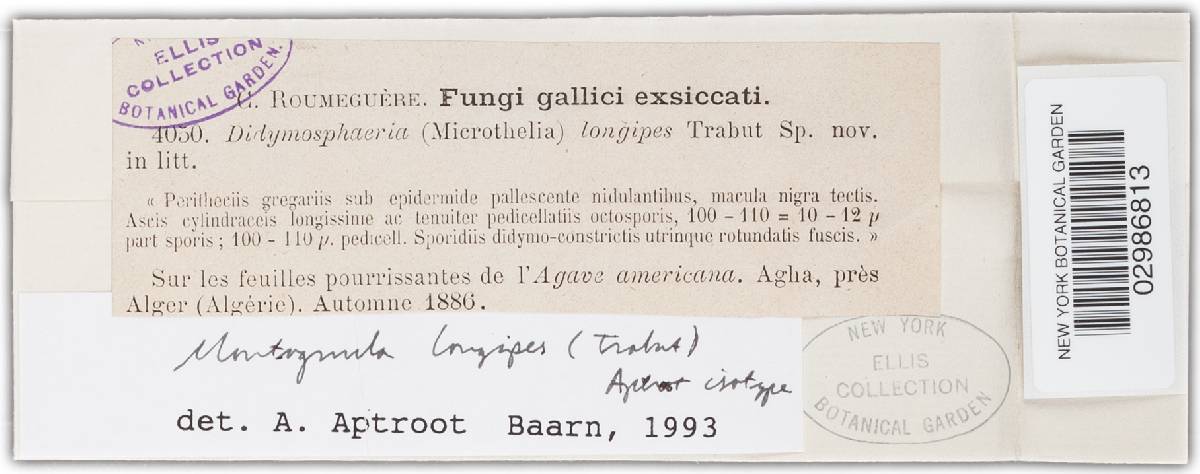 ELLIS
COLLECTION
BOTANICAL GARDEN.
C. ROUMEGUÈRE. Fungi gallici exsiccati.
4050. Didymosphaeria (Microthelia) longipes Trabut Sp. nov.
in litt.
« Peritheciis gregariis sub epidermide pallescente nidulantibus, macula nigra tectis.
Ascis cylindraceis longissime ac tenuiter pedicellatiis octosporis, 100 - 110 = 10 - 12 µ
part sporis ; 100 - 110 µ. pedicell. Sporidiis didymo-constrictis utrinque rotundatis fuscis. »
Sur les feuilles pourrissantes de l'Agave americana. Agha, près
Alger (Algérie). Automne 1886.
Montagnula longipes (Trabut)
Aptroot isotype
det. A. Aptroot Baarn, 1993
NEW YORK
ELLIS
COLLECTION
BOTANICAL GARDEN
NEW YORK BOTANICAL GARDEN
02986813